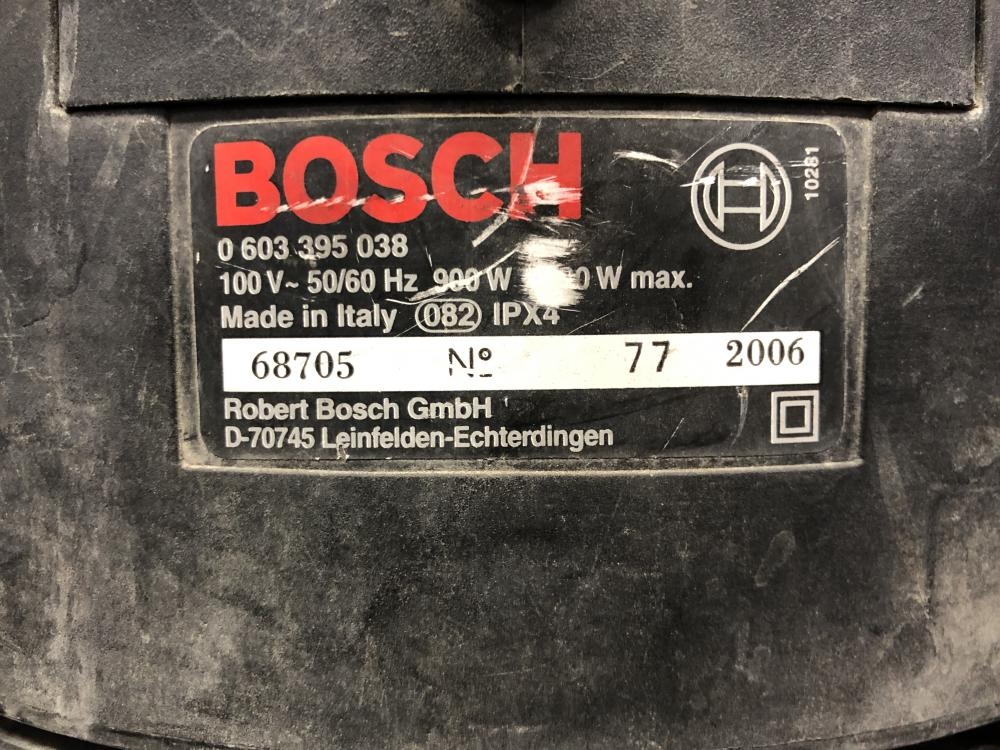 BOSCH
10281
0 603 395 038
100 V~ 50/60 Hz 900 W W max.
Made in Italy 082 IPX4
68705 Nº 77 2006
Robert Bosch GmbH
D-70745 Leinfelden-Echterdingen